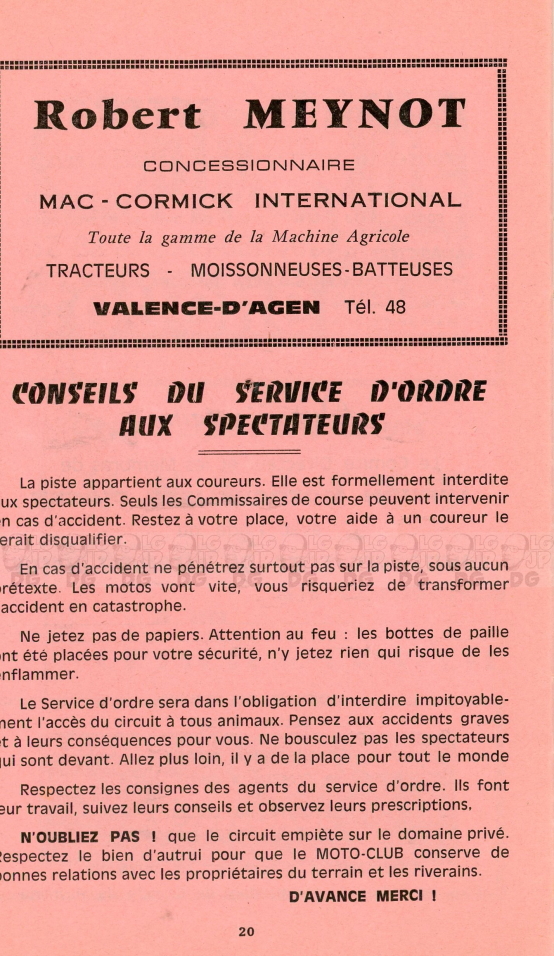 Robert MEYNOT
CONCESSIONNAIRE
MAC - CORMICK INTERNATIONAL
Toute la gamme de la Machine Agricole
TRACTEURS - MOISSONNEUSES-BATTEUSES
VALENCE-D'AGEN Tél. 48
CONSEILS DU SERVICE D'ORDRE
AUX SPECTATEURS
La piste appartient aux coureurs. Elle est formellement interdite
ux spectateurs. Seuls les Commissaires de course peuvent intervenir
n cas d'accident. Restez à votre place, votre aide à un coureur le
erait disqualifier.
En cas d'accident ne pénétrez surtout pas sur la piste, sous aucun
rétexte. Les motos vont vite, vous risqueriez de transformer
accident en catastrophe.
Ne jetez pas de papiers. Attention au feu : les bottes de paille
nt été placées pour votre sécurité, n'y jetez rien qui risque de les
nflammer.
Le Service d'ordre sera dans l'obligation d'interdire impitoyable-
ment l'accès du circuit à tous animaux. Pensez aux accidents graves
et à leurs conséquences pour vous. Ne bousculez pas les spectateurs
qui sont devant. Allez plus loin, il y a de la place pour tout le monde
Respectez les consignes des agents du service d'ordre. Ils font
eur travail, suivez leurs conseils et observez leurs prescriptions.
N'OUBLIEZ PAS ! que le circuit empiète sur le domaine privé.
Respectez le bien d'autrui pour que le MOTO-CLUB conserve de
bonnes relations avec les propriétaires du terrain et les riverains.
D'AVANCE MERCI !
20